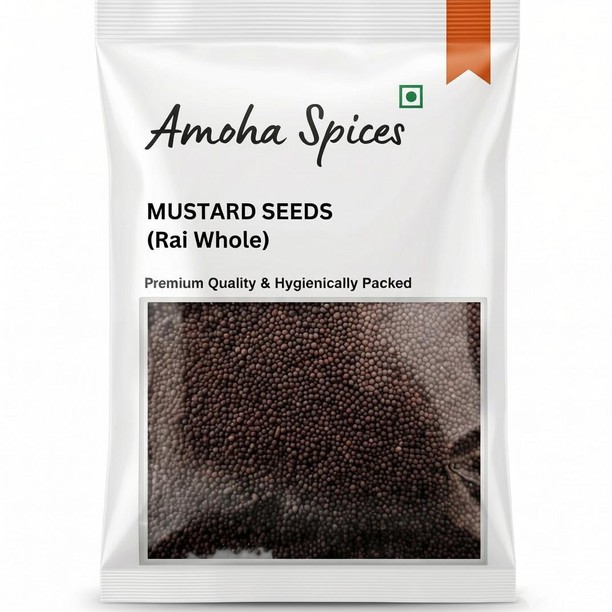 Amoha Spices
MUSTARD SEEDS
(Rai Whole)
Premium Quality & Hygienically Packed